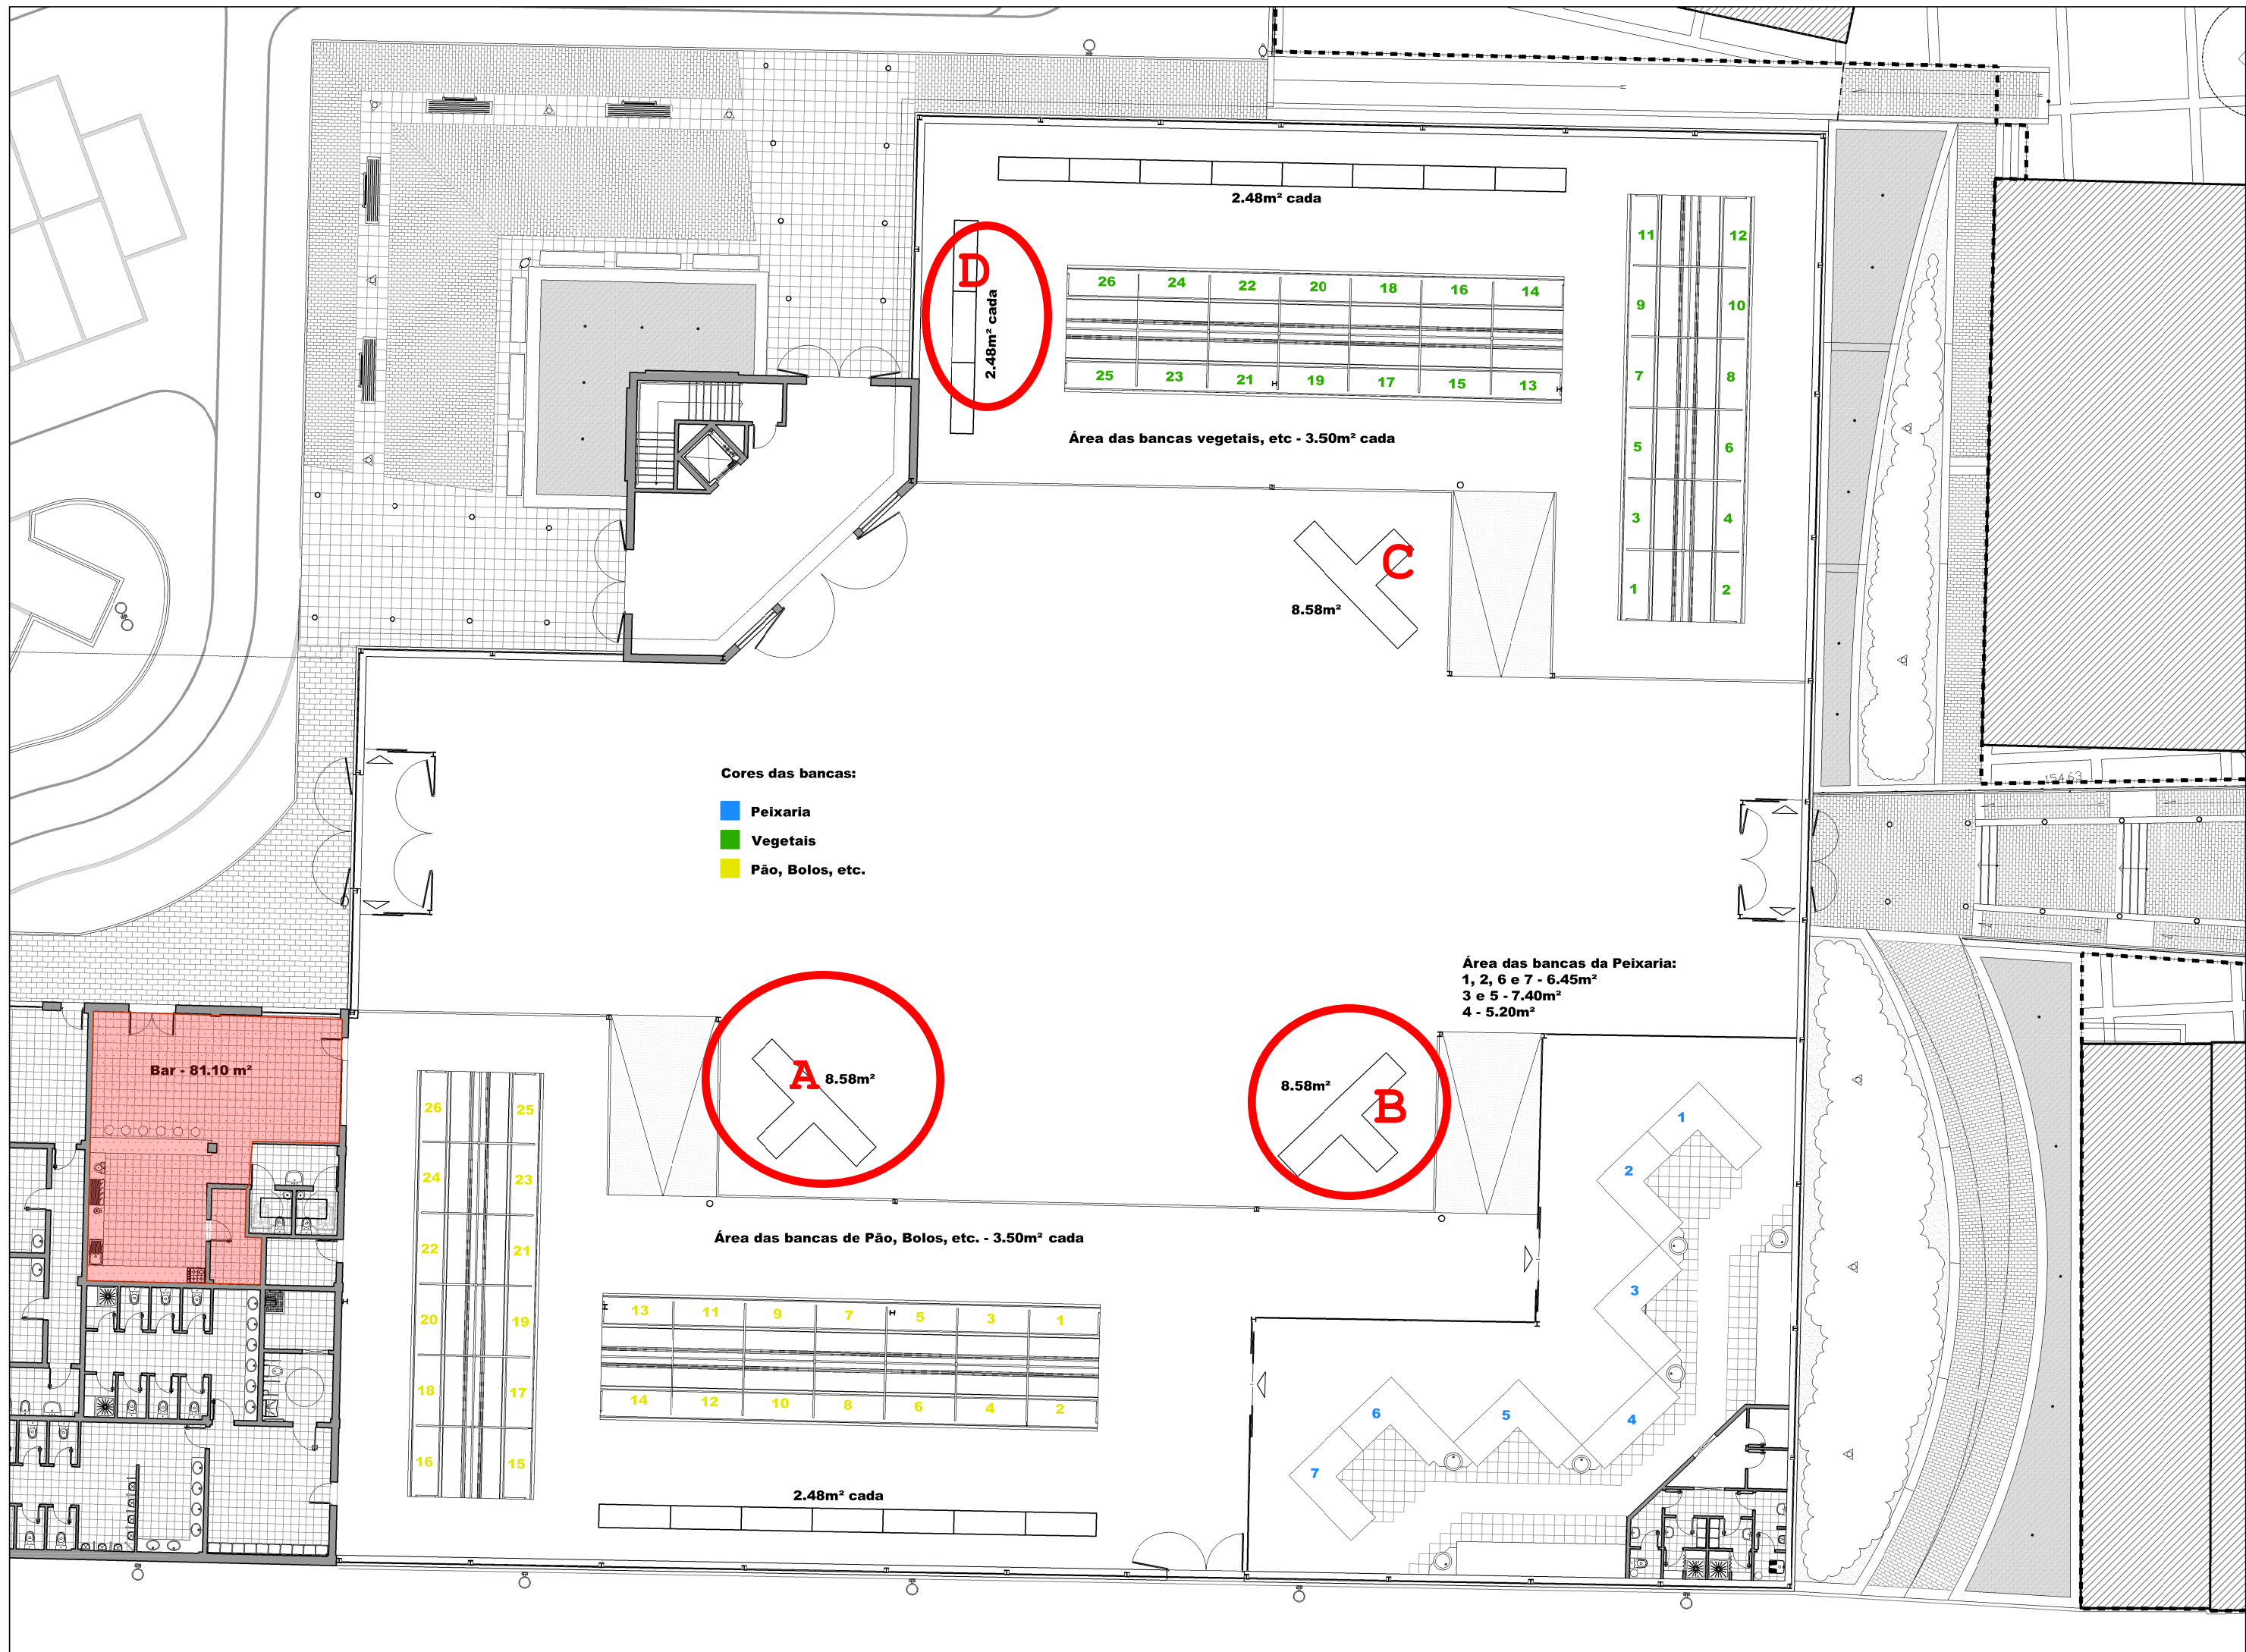 2.48m² cada
D
2.48m² cada
26 24 22 20 18 16 14
25 23 21 19 17 15 13
11 12
9 10
7 8
5 6
3 4
1 2
Área das bancas vegetais, etc - 3.50m² cada
C
8.58m²
Cores das bancas:
Peixaria
Vegetais
Pão, Bolos, etc.
154.63
Área das bancas da Peixaria:
1, 2, 6 e 7 - 6.45m²
3 e 5 - 7.40m²
4 - 5.20m²
Bar - 81.10 m²
A
8.58m²
8.58m²
B
26 25
24 23
22 21
20 19
18 17
16 15
Área das bancas de Pão, Bolos, etc. - 3.50m² cada
13 11 9 7 5 3 1
14 12 10 8 6 4 2
2.48m² cada
1
2
3
4
5
6
7